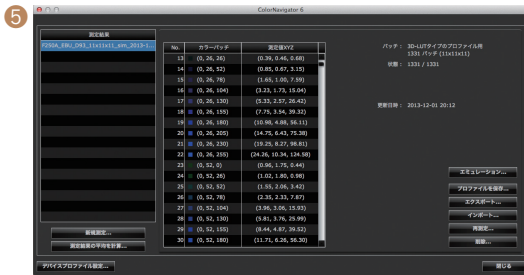 5
ColorNavigator 6
測定結果
F250A_EBU_D93_11x11x11_sim_2013-1...
No. カラーパッチ 測定値XYZ
13 (0, 26, 26) (0.39, 0.46, 0.68)
14 (0, 26, 52) (0.85, 0.67, 3.15)
15 (0, 26, 78) (1.65, 1.00, 7.59)
16 (0, 26, 104) (3.23, 1.73, 15.04)
17 (0, 26, 130) (5.33, 2.57, 26.42)
18 (0, 26, 155) (7.75, 3.54, 39.32)
19 (0, 26, 180) (10.98, 4.88, 56.11)
20 (0, 26, 205) (14.75, 6.43, 75.38)
21 (0, 26, 230) (19.25, 8.27, 98.81)
22 (0, 26, 255) (24.26, 10.34, 124.58)
23 (0, 52, 0) (0.96, 1.75, 0.44)
24 (0, 52, 26) (1.02, 1.80, 0.98)
25 (0, 52, 52) (1.55, 2.06, 3.42)
26 (0, 52, 78) (2.35, 2.33, 7.87)
27 (0, 52, 104) (3.96, 3.06, 15.93)
28 (0, 52, 130) (5.81, 3.76, 25.99)
29 (0, 52, 155) (8.44, 4.87, 39.52)
30 (0, 52, 180) (11.71, 6.26, 56.30)
パッチ： 3D-LUTタイプのプロファイル用
1331 パッチ (11x11x11)
状態： 1331 / 1331
更新日時： 2013-12-01 20:12
エミュレーション...
プロファイルを保存...
エクスポート...
インポート...
再測定...
削除...
新規測定...
測定結果の平均を計算...
デバイスプロファイル設定...
閉じる